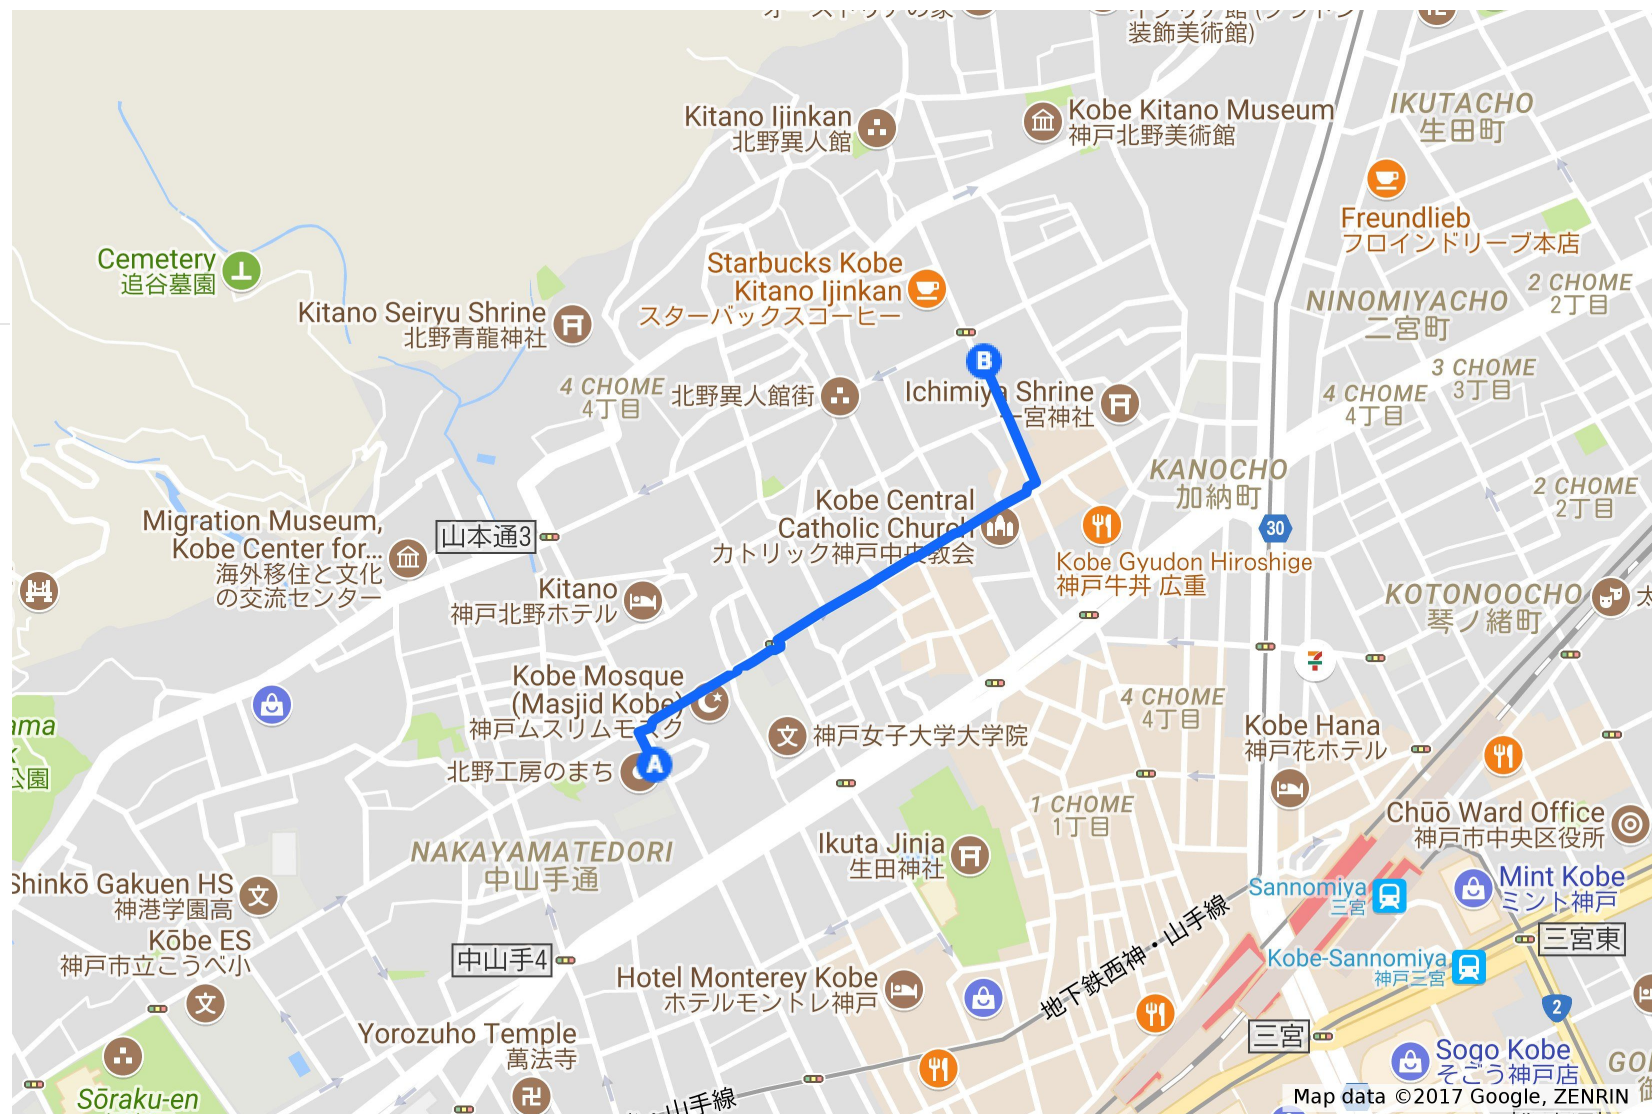 装飾美術館)
Kitano Ijinkan
北野異人館
Kobe Kitano Museum
神戸北野美術館
IKUTACHO
生田町
Freundlieb
フロインドリーブ本店
Cemetery
追谷墓園
Starbucks Kobe
Kitano Ijinkan
スターバックスコーヒー
Kitano Seiryu Shrine
北野青龍神社
2 CHOME
2丁目
NINOMIYACHO
二宮町
B
4 CHOME
4丁目
北野異人館街
Ichimiya Shrine
一宮神社
3 CHOME
3丁目
4 CHOME
4丁目
KANOCHO
加納町
2 CHOME
2丁目
Kobe Central
Catholic Church
カトリック神戸中央教会
30
Migration Museum,
Kobe Center for...
海外移住と文化
の交流センター
山本通3
Kobe Gyudon Hiroshige
神戸牛丼 広重
Kitano
神戸北野ホテル
KOTONOOCHO
琴ノ緒町
太
7
Kobe Mosque
(Masjid Kobe)
神戸ムスリムモスク
4 CHOME
4丁目
文
神戸女子大学大学院
Kobe Hana
神戸花ホテル
ama
K
公園
北野工房のまち
A
1 CHOME
1丁目
Chūō Ward Office
神戸市中央区役所
Ikuta Jinja
生田神社
NAKAYAMATEDORI
中山手通
Shinkō Gakuen HS
神港学園高
文
Sannomiya
三宮
Mint Kobe
ミント神戸
Kōbe ES
神戸市立こうべ小
文
中山手4
地下鉄西神・山手線
三宮東
Kobe-Sannomiya
神戸三宮
Hotel Monterey Kobe
ホテルモントレ神戸
2
Yorozuho Temple
萬法寺
三宮
Sogo Kobe
そごう神戸店
GO
Sōraku-en
山手線
Map data ©2017 Google, ZENRIN